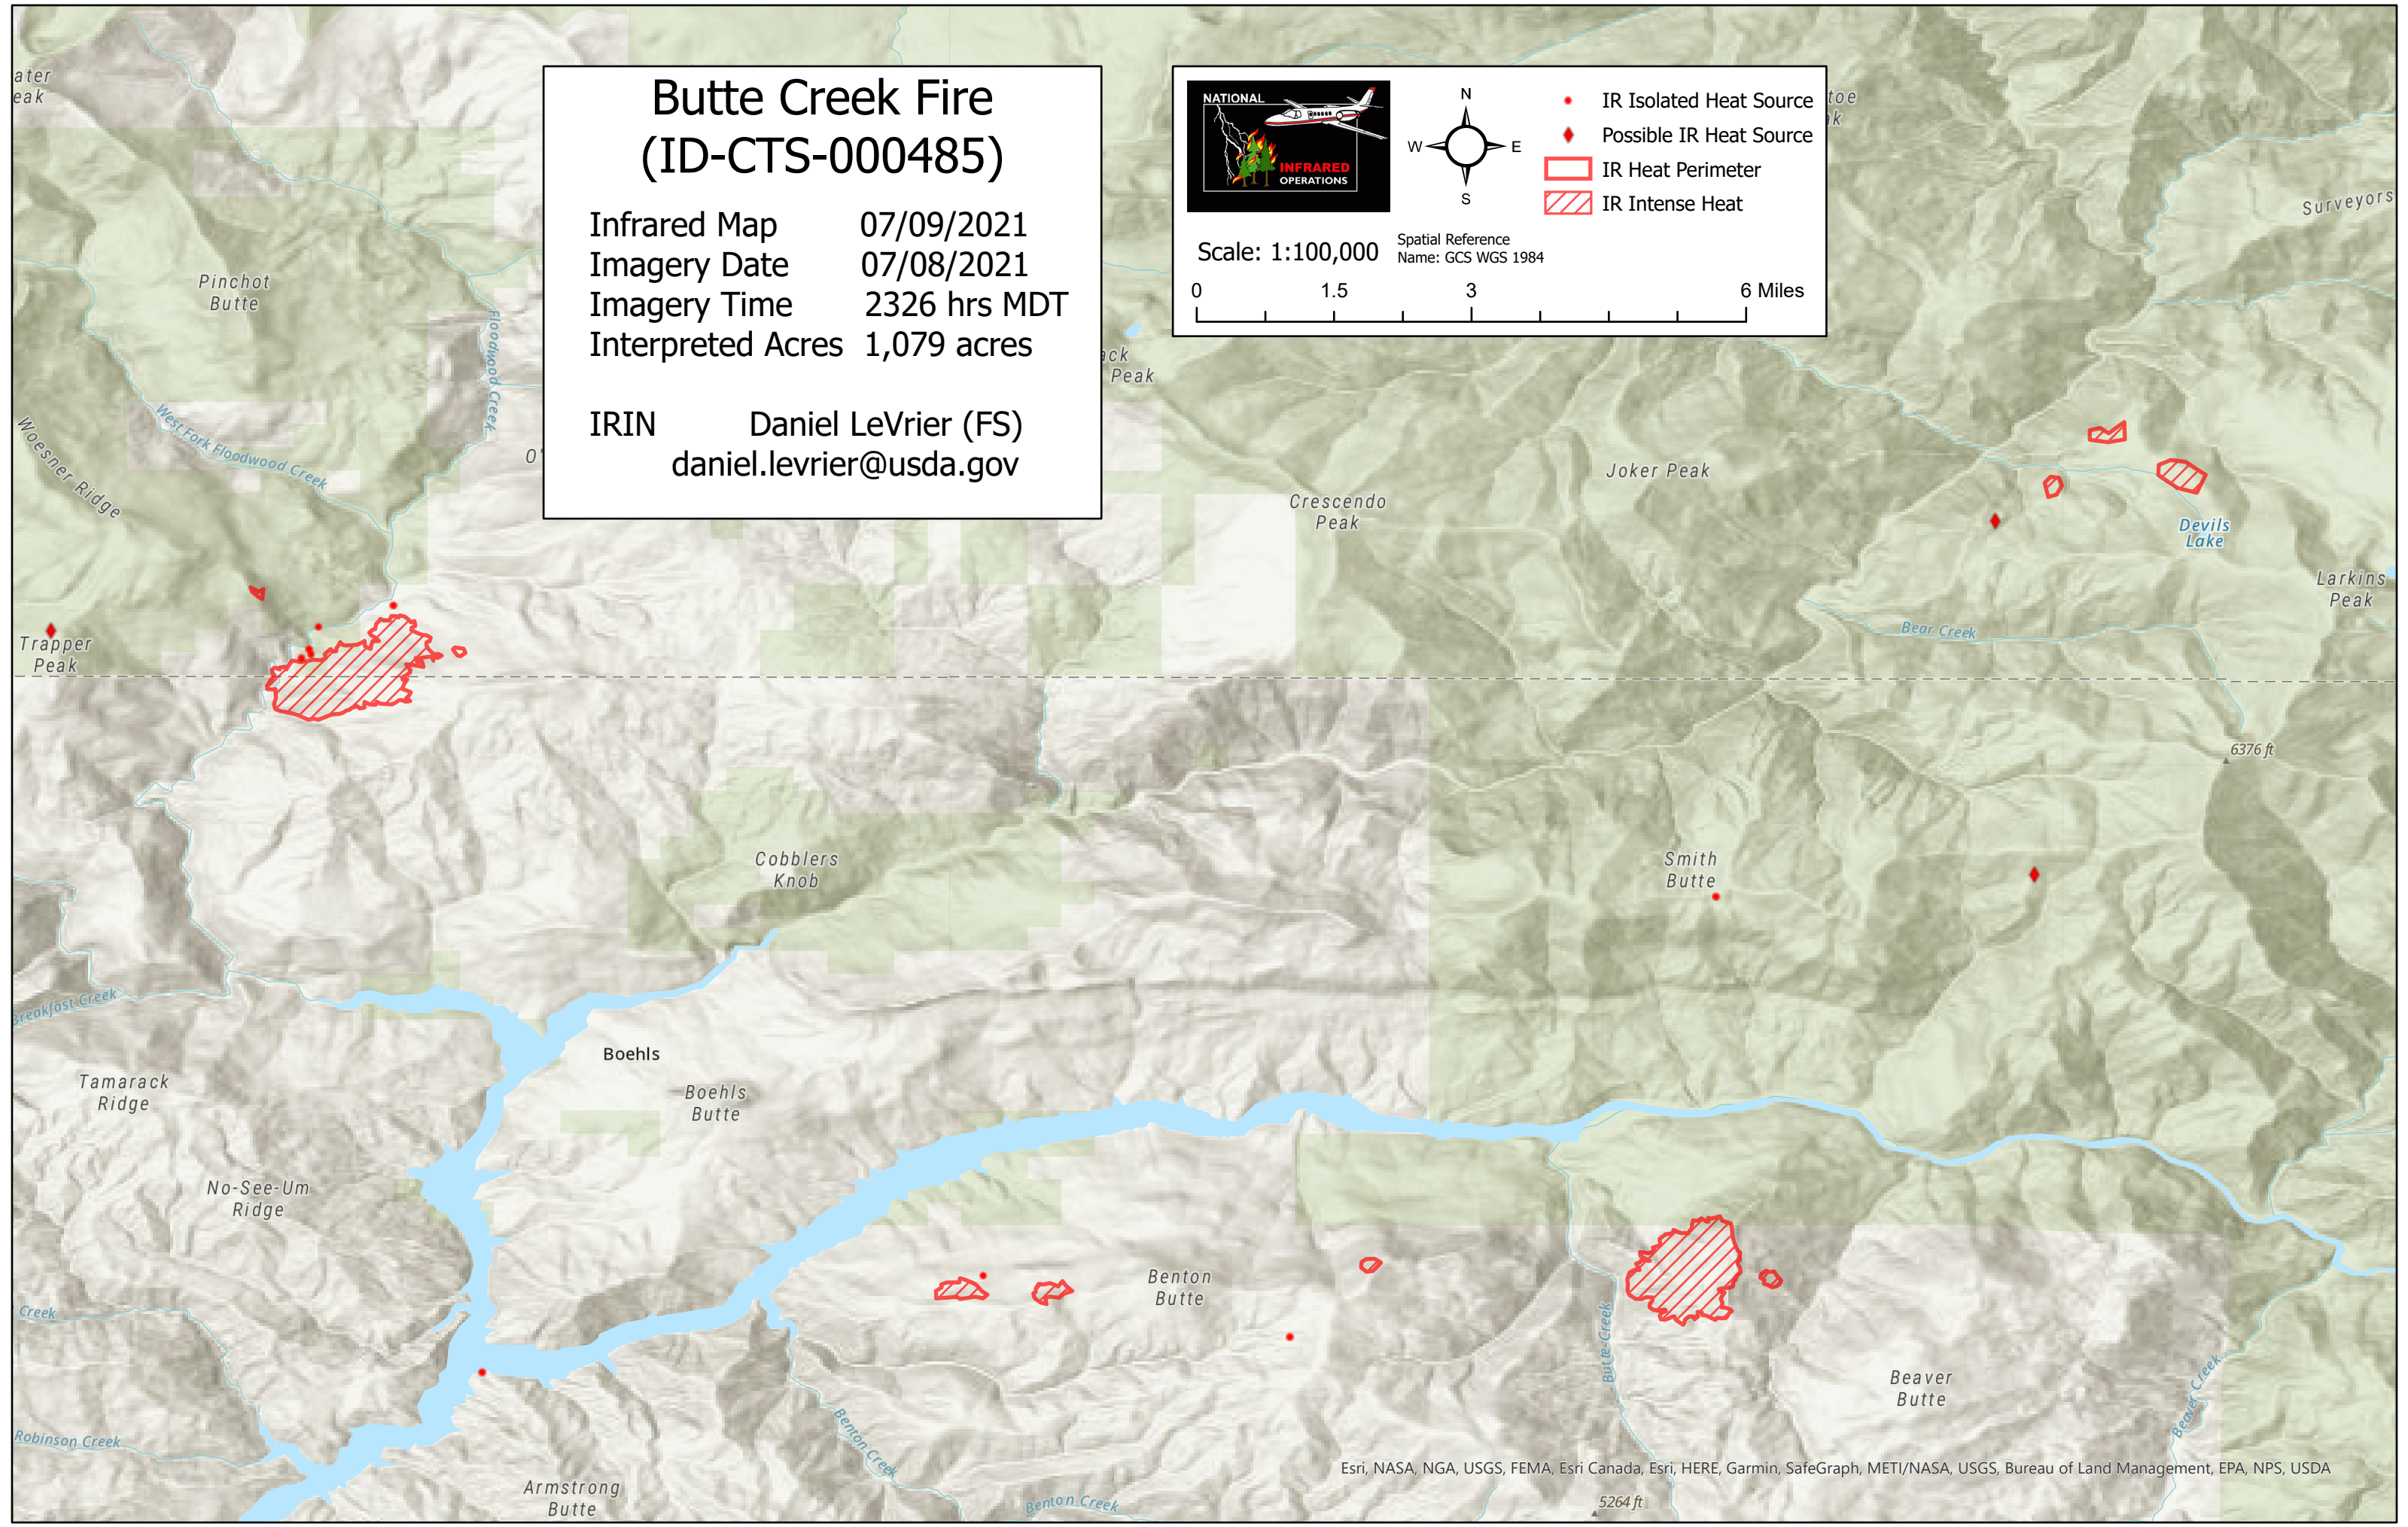 Butte Creek Fire
(ID-CTS-000485)
Infrared Map 07/09/2021
Imagery Date 07/08/2021
Imagery Time 2326 hrs MDT
Interpreted Acres 1,079 acres
IRIN Daniel LeVrier (FS)
daniel.levrier@usda.gov
NATIONAL
INFRARED
OPERATIONS
N
W E
S
IR Isolated Heat Source
Possible IR Heat Source
IR Heat Perimeter
IR Intense Heat
Scale: 1:100,000
Spatial Reference
Name: GCS WGS 1984
0 1.5 3 6 Miles
Surveyors
Pinchot
Butte
Floodwood Creek
Peak
West Fork Floodwood Creek
Woesner Ridge
Joker Peak
Crescendo
Peak
Devils
Lake
Larkins
Peak
Bear Creek
Trapper
Peak
6376 ft
Cobblers
Knob
Smith
Butte
Breakfast Creek
Boehls
Tamarack
Ridge
Boehls
Butte
No-See-Um
Ridge
Benton
Butte
Creek
Butte Creek
Beaver
Butte
Beaver Creek
Robinson Creek
Benton Creek
Armstrong
Butte
Benton Creek
Esri, NASA, NGA, USGS, FEMA, Esri Canada, Esri, HERE, Garmin, SafeGraph, METI/NASA, USGS, Bureau of Land Management, EPA, NPS, USDA
5264 ft